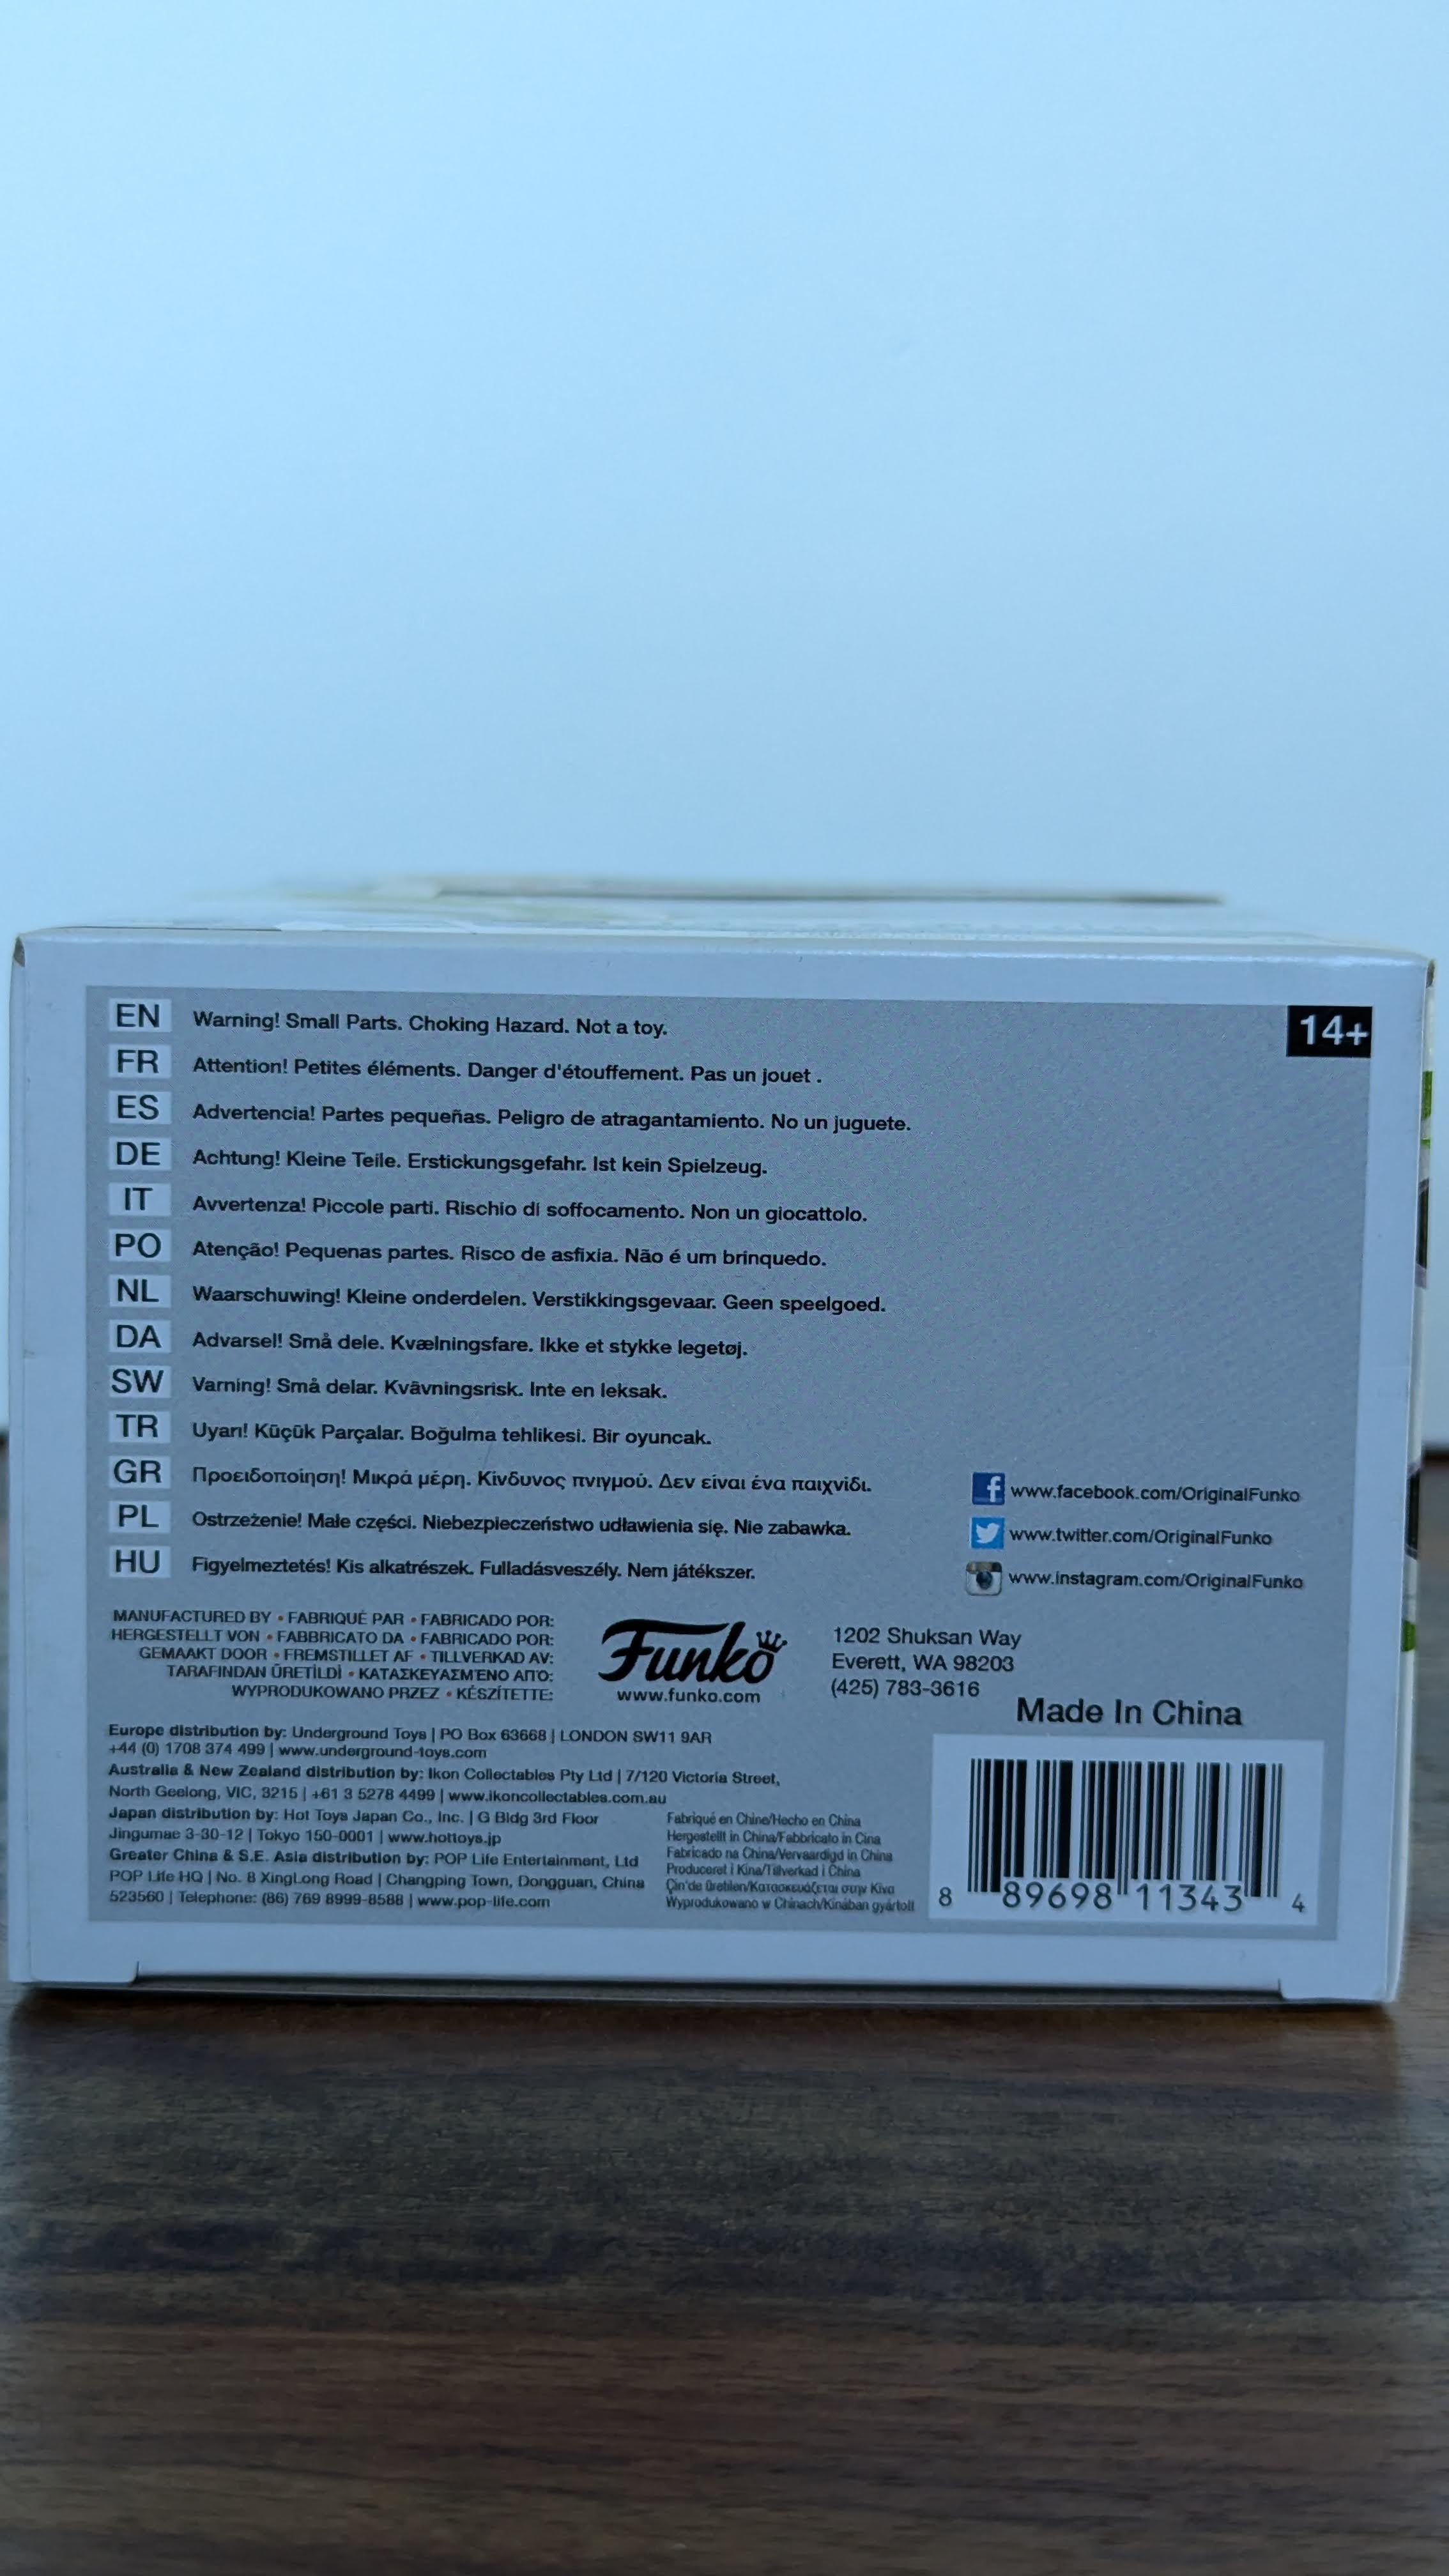 EN Warning! Small Parts. Choking Hazard. Not a toy.
14+
FR Attention! Petites éléments. Danger d'étouffement. Pas un jouet .
ES Advertencia! Partes pequeñas. Peligro de atragantamiento. No un juguete.
DE Achtung! Kleine Teile. Erstickungsgefahr. Ist kein Spielzeug.
IT Avvertenza! Piccole parti. Rischio di soffocamento. Non un giocattolo.
PO Atenção! Pequenas partes. Risco de asfixia. Não é um brinquedo.
NL Waarschuwing! Kleine onderdelen. Verstikkingsgevaar. Geen speelgoed.
DA Advarsel! Små dele. Kvælningsfare. Ikke et stykke legetøj.
SW Varning! Små delar. Kvävningsrisk. Inte en leksak.
TR Uyarı! Küçük Parçalar. Boğulma tehlikesi. Bir oyuncak.
GR Προειδοποίηση! Μικρά μέρη. Κίνδυνος πνιγμού. Δεν είναι ένα παιχνίδι.
PL Ostrzeżenie! Małe części. Niebezpieczeństwo udławienia się. Nie zabawka.
HU Figyelmeztetés! Kis alkatrészek. Fulladásveszély. Nem játékszer.
www.facebook.com/OriginalFunko
www.twitter.com/OriginalFunko
www.instagram.com/OriginalFunko
MANUFACTURED BY • FABRIQUÉ PAR • FABRICADO POR:
HERGESTELLT VON • FABBRICATO DA • FABRICADO POR:
GEMAAKT DOOR • FREMSTILLET AF • TILLVERKAD AV:
TARAFINDAN ÜRETİLDİ • ΚΑΤΑΣΚΕΥΑΣΜΈΝΟ ΑΠΌ:
WYPRODUKOWANO PRZEZ • KÉSZÍTETTE:
Funko
www.funko.com
1202 Shuksan Way
Everett, WA 98203
(425) 783-3616
Made In China
Europe distribution by: Underground Toys | PO Box 63668 | LONDON SW11 9AR
+44 (0) 1708 374 499 | www.underground-toys.com
Australia & New Zealand distribution by: Ikon Collectables Pty Ltd | 7/120 Victoria Street,
North Geelong, VIC, 3215 | +61 3 5278 4499 | www.ikoncollectables.com.au
Japan distribution by: Hot Toys Japan Co., Inc. | G Bldg 3rd Floor
Jingumae 3-30-12 | Tokyo 150-0001 | www.hottoys.jp
Greater China & S.E. Asia distribution by: POP Life Entertainment, Ltd
POP Life HQ | No. 8 XingLong Road | Changping Town, Dongguan, China
523560 | Telephone: (86) 769 8999-8588 | www.pop-life.com
Fabriqué en Chine/Hecho en China
Hergestellt in China/Fabbricato in Cina
Fabricado na China/Vervaardigd in China
Produceret i Kina/Tillverkad i China
Çin'de üretilen/Κατασκευάζεται στην Κίνα
Wyprodukowano w Chinach/Kínában gyártott
8 89698 11343 4